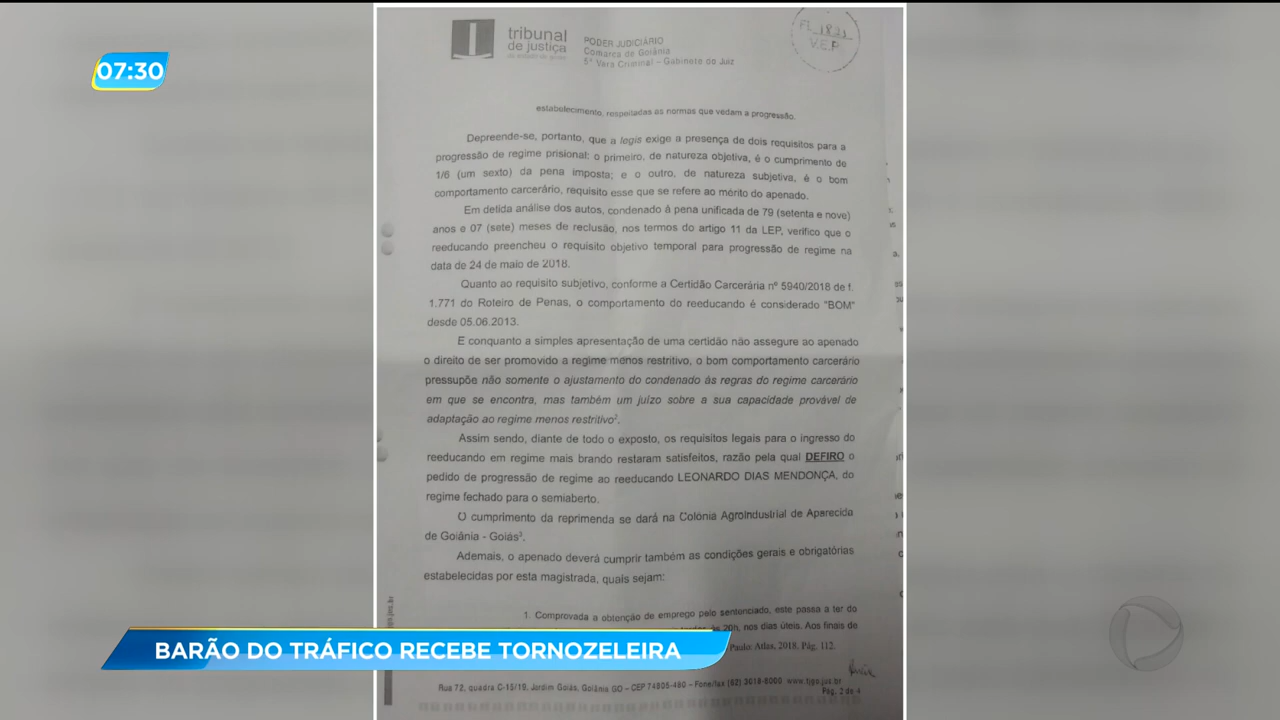 07:30
tribunal
de justiça
do estado de goiás
PODER JUDICIÁRIO
Comarca de Goiânia
5ª Vara Criminal - Gabinete do Juiz
Fl. 1821
V.E.P.
estabelecimento, respeitadas as normas que vedam a progressão.
Depreende-se, portanto, que a legis exige a presença de dois requisitos para a
progressão de regime prisional: o primeiro, de natureza objetiva, é o cumprimento de
1/6 (um sexto) da pena imposta; e o outro, de natureza subjetiva, é o bom
comportamento carcerário, requisito esse que se refere ao mérito do apenado.
Em detida análise dos autos, condenado à pena unificada de 79 (setenta e nove)
anos e 07 (sete) meses de reclusão, nos termos do artigo 11 da LEP, verifico que o
reeducando preencheu o requisito objetivo temporal para progressão de regime na
data de 24 de maio de 2018.
Quanto ao requisito subjetivo, conforme a Certidão Carcerária nº 5940/2018 de f.
1.771 do Roteiro de Penas, o comportamento do reeducando é considerado "BOM"
desde 05.06.2013.
E conquanto a simples apresentação de uma certidão não assegure ao apenado
o direito de ser promovido a regime menos restritivo, o bom comportamento carcerário
pressupõe não somente o ajustamento do condenado às regras do regime carcerário
em que se encontra, mas também um juízo sobre a sua capacidade provável de
adaptação ao regime menos restritivo².
Assim sendo, diante de todo o exposto, os requisitos legais para o ingresso do
reeducando em regime mais brando restaram satisfeitos, razão pela qual DEFIRO o
pedido de progressão de regime ao reeducando LEONARDO DIAS MENDONÇA, do
regime fechado para o semiaberto.
O cumprimento da reprimenda se dará na Colônia Agroindustrial de Aparecida
de Goiânia - Goiás³.
Ademais, o apenado deverá cumprir também as condições gerais e obrigatórias
estabelecidas por esta magistrada, quais sejam:
1. Comprovada a obtenção de emprego pelo sentenciado, este passa a ter do
às 20h, nos dias úteis. Aos finais de
Paulo: Atlas, 2018, Pág. 112.
BARÃO DO TRÁFICO RECEBE TORNOZELEIRA
Rua 72, quadra C-15/19, Jardim Goiás, Goiânia GO - CEP 74805-480 - Fone/fax (62) 3018-8000 www.tjgo.jus.br
Pág. 2 de 4